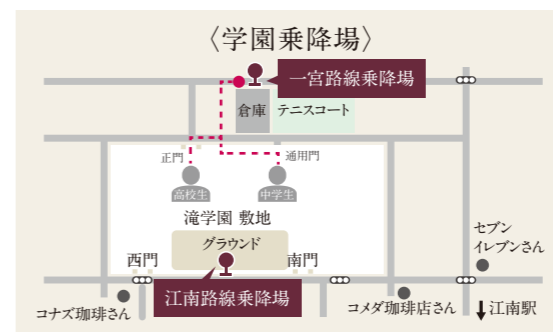 〈学園乗降場〉
一宮路線乗降場
倉庫
テニスコート
正門
通用門
高校生
中学生
滝学園 敷地
グラウンド
西門
南門
江南路線乗降場
セブン
イレブンさん
コナズ珈琲さん
コメダ珈琲店さん
江南駅